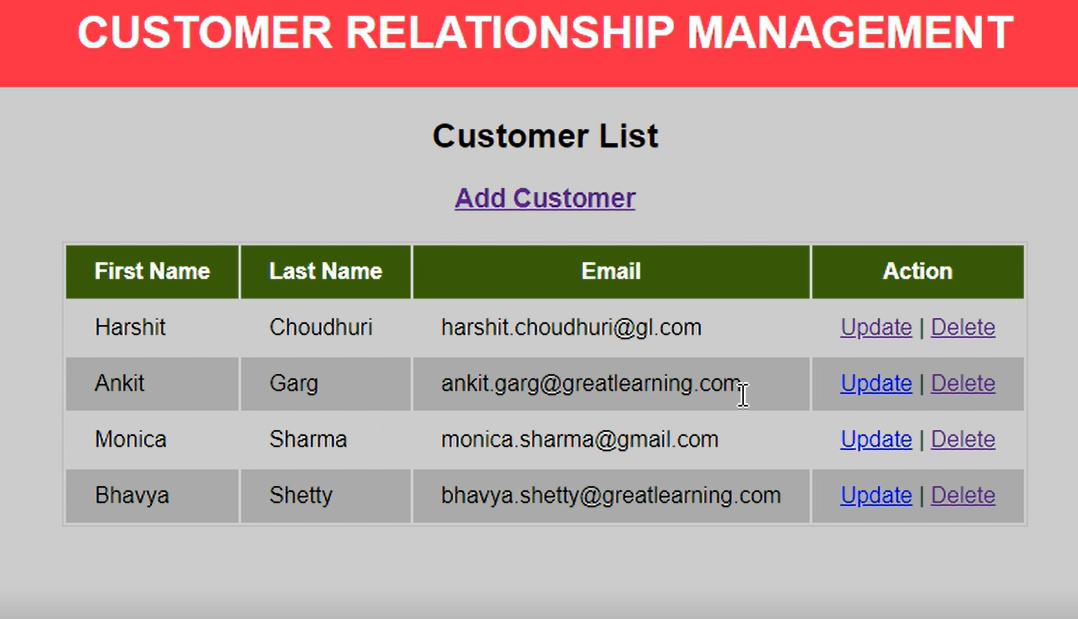 CUSTOMER RELATIONSHIP MANAGEMENT
Customer List
Add Customer
First Name Last Name Email Action
Harshit Choudhuri harshit.choudhuri@gl.com Update | Delete
Ankit Garg ankit.garg@greatlearning.com Update | Delete
Monica Sharma monica.sharma@gmail.com Update | Delete
Bhavya Shetty bhavya.shetty@greatlearning.com Update | Delete